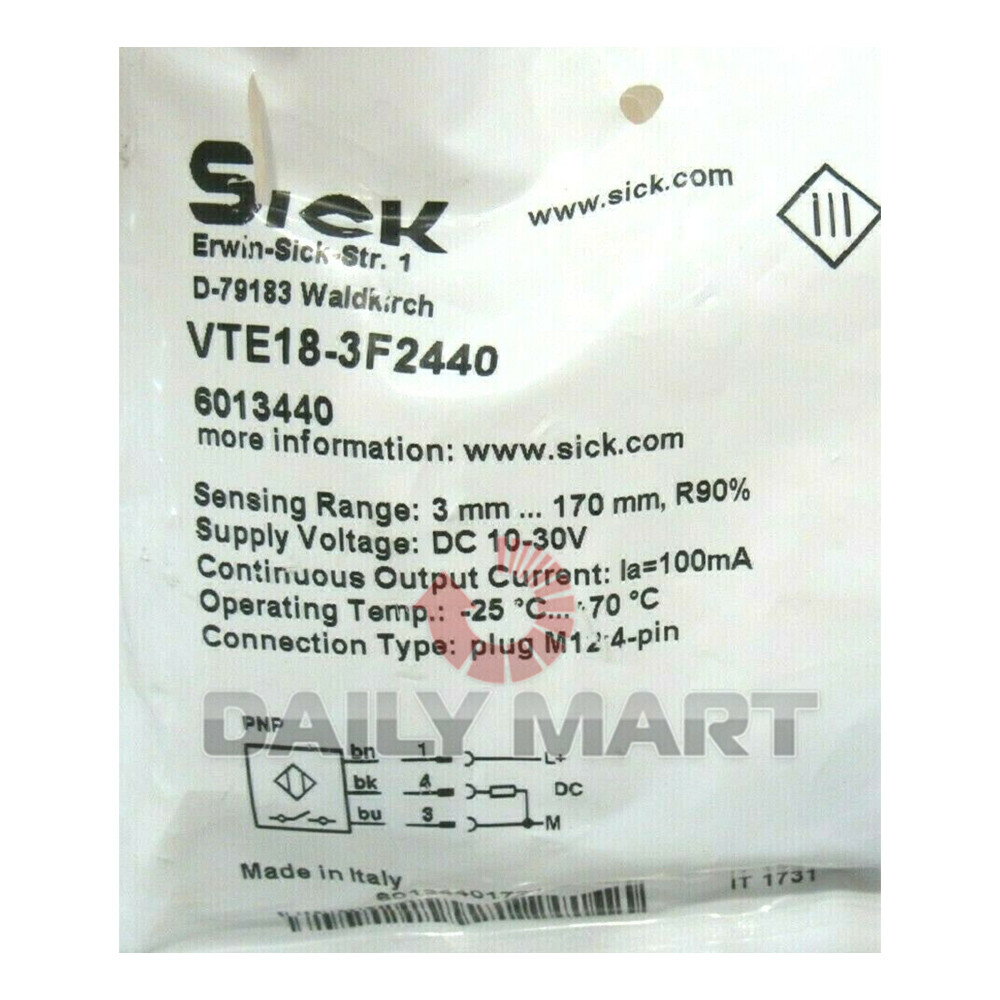 SICK
www.sick.com
Erwin-Sick-Str. 1
D-79183 Waldkirch
VTE18-3F2440
6013440
more information: www.sick.com
Sensing Range: 3 mm ... 170 mm, R90%
Supply Voltage: DC 10-30V
Continuous Output Current: Ia=100mA
Operating Temp.: -25 °C... +70 °C
Connection Type: plug M12 4-pin
DAILY MART
PNP
bn 1 L+
bk 4 DC
bu 3 M
Made in Italy
IT 1731